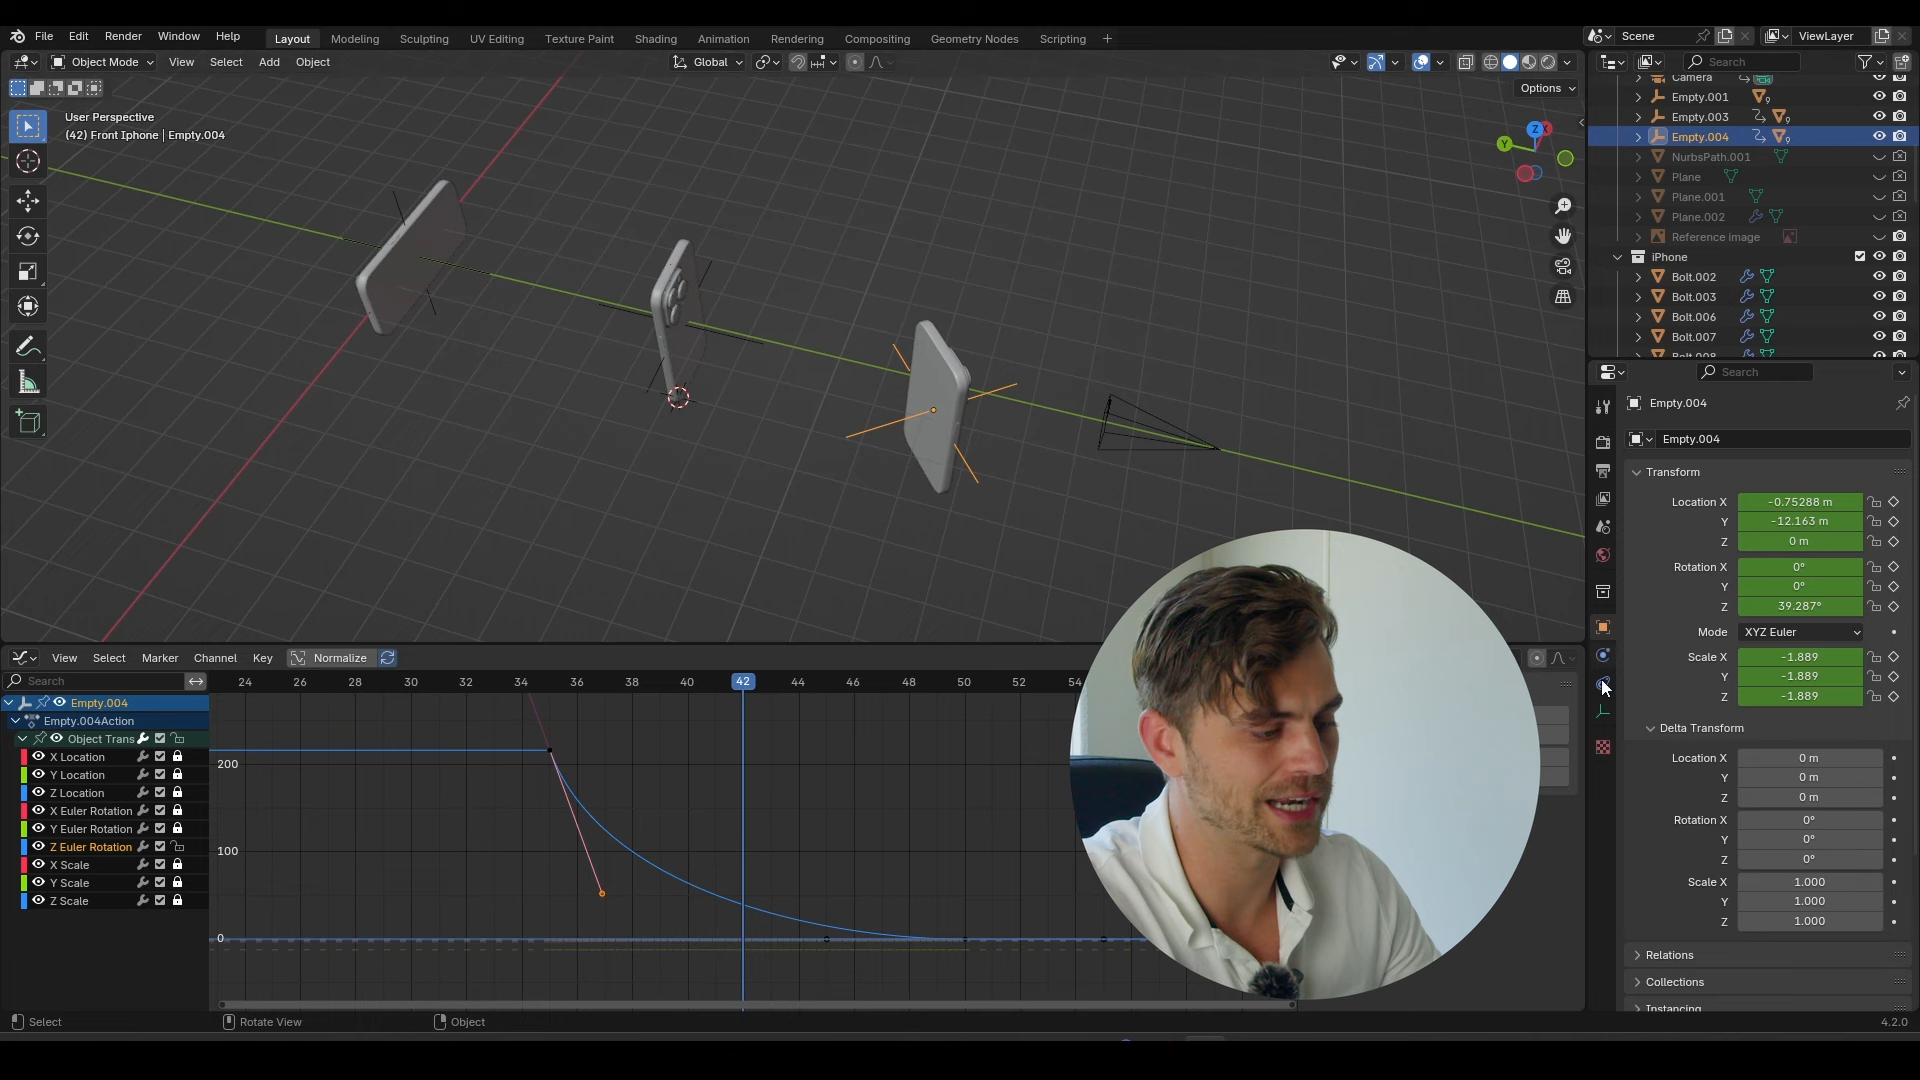 File Edit Render Window Help Layout Modeling Sculpting UV Editing Texture Paint Shading Animation Rendering Compositing Geometry Nodes Scripting + Scene ViewLayer
Object Mode View Select Add Object Global Search
Options
User Perspective
(42) Front Iphone | Empty.004
Z X Y
Camera
Empty.001 9
Empty.003 9
Empty.004 9
NurbsPath.001
Plane
Plane.001
Plane.002
Reference image
iPhone
Bolt.002
Bolt.003
Bolt.006
Bolt.007
Bolt.008
Search
Empty.004
Empty.004
Transform
Location X -0.75288 m
Y -12.163 m
Z 0 m
Rotation X 0°
Y 0°
Z 39.287°
Mode XYZ Euler
Scale X -1.889
Y -1.889
Z -1.889
Delta Transform
Location X 0 m
Y 0 m
Z 0 m
Rotation X 0°
Y 0°
Z 0°
Scale X 1.000
Y 1.000
Z 1.000
Relations
Collections
Instancing
View Select Marker Channel Key Normalize
Search
24 26 28 30 32 34 36 38 40 42 44 46 48 50 52 54
Empty.004
Empty.004Action
Object Trans
X Location
Y Location
Z Location
X Euler Rotation
Y Euler Rotation
Z Euler Rotation
X Scale
Y Scale
Z Scale
200
100
0
Select Rotate View Object 4.2.0